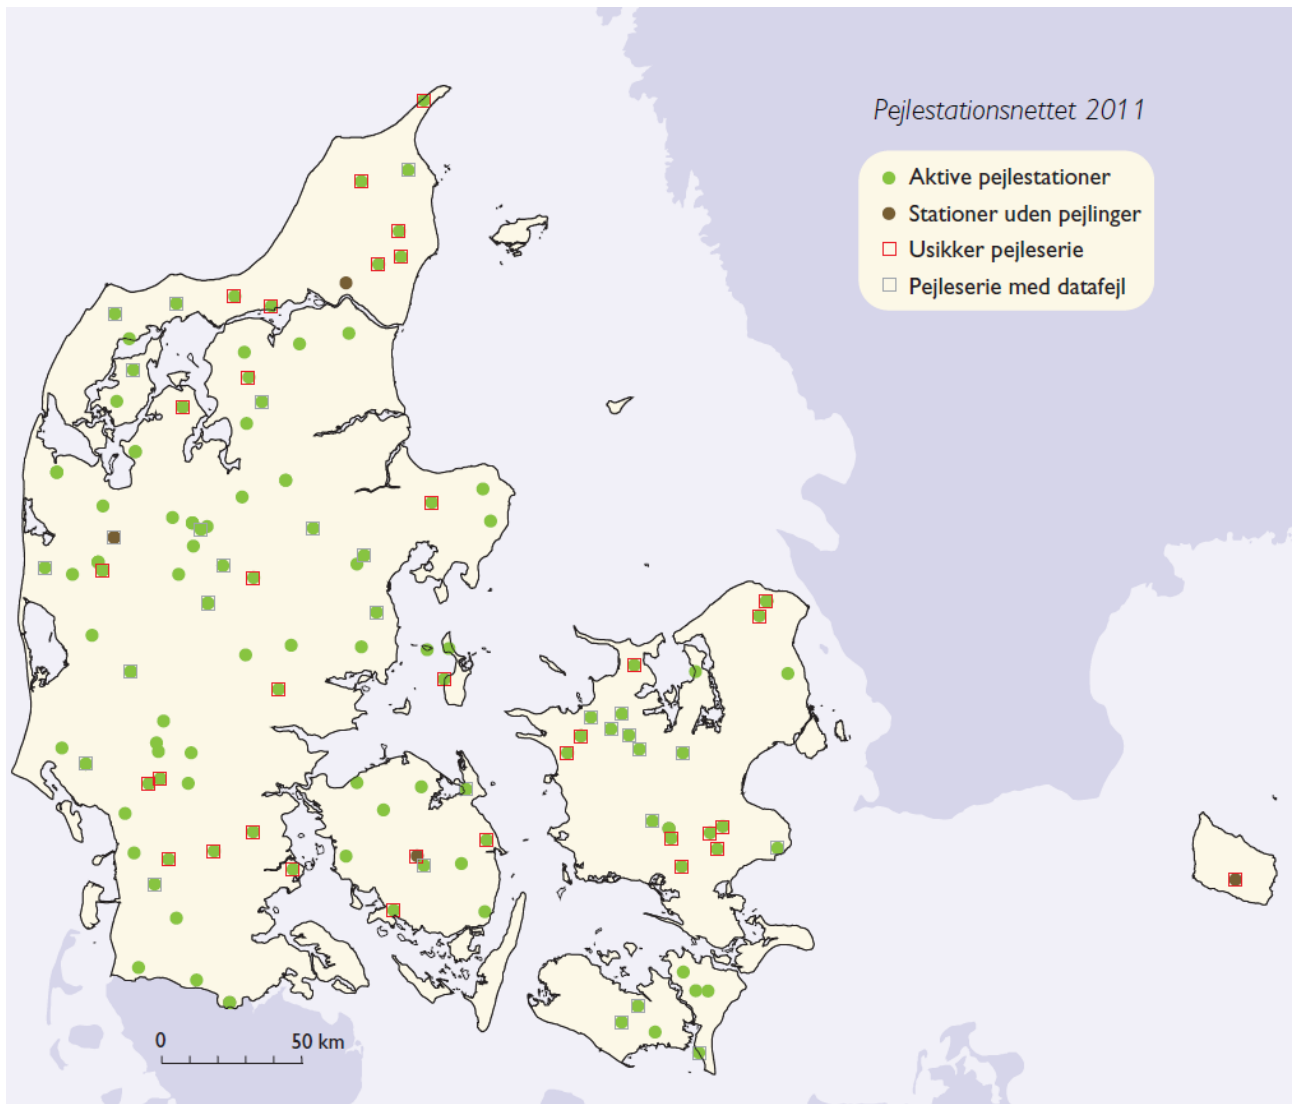 Pejlestationsnettet 2011
Aktive pejlestationer
Stationer uden pejlinger
Usikker pejleserie
Pejleserie med datafejl
0 50 km